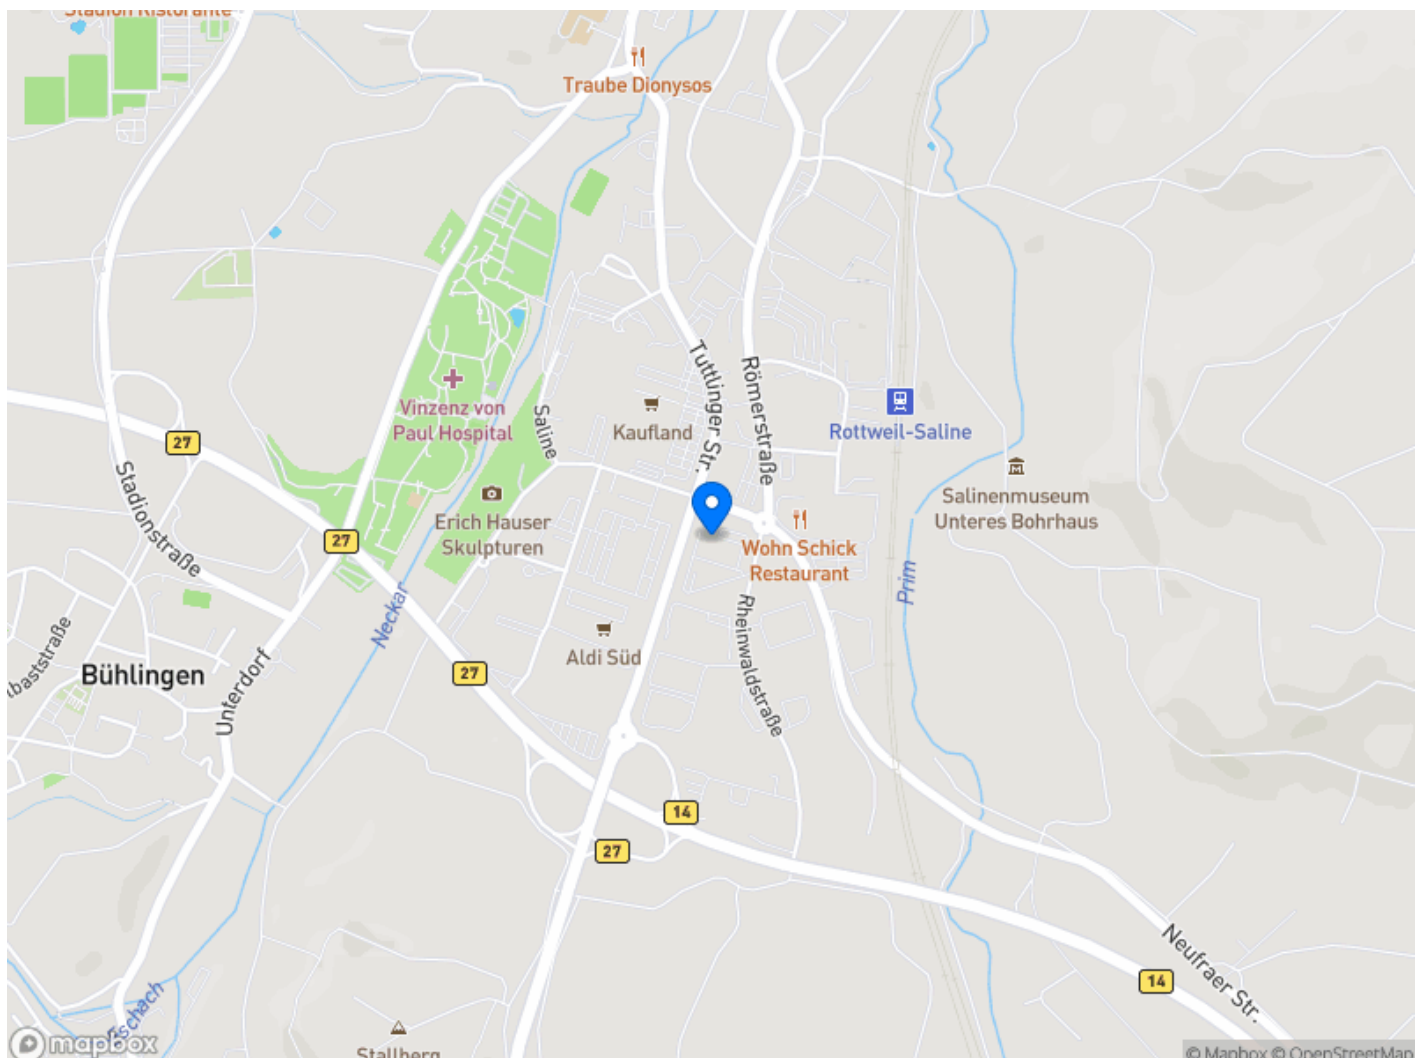 Stadion Ristorante
Traube Dionysos
Tuttlinger Str.
Römerstraße
Vinzenz von
Paul Hospital
Saline
Kaufland
Rottweil-Saline
27
Stadionstraße
Erich Hauser
Skulpturen
Salinenmuseum
Unteres Bohrhaus
27
Wohn Schick
Restaurant
Neckar
Prim
Rheinwaldstraße
Aldi Süd
Bühlingen
Unterdorf
27
14
27
Neufraer Str.
14
Stallberg
mapbox
© Mapbox © OpenStreetMap